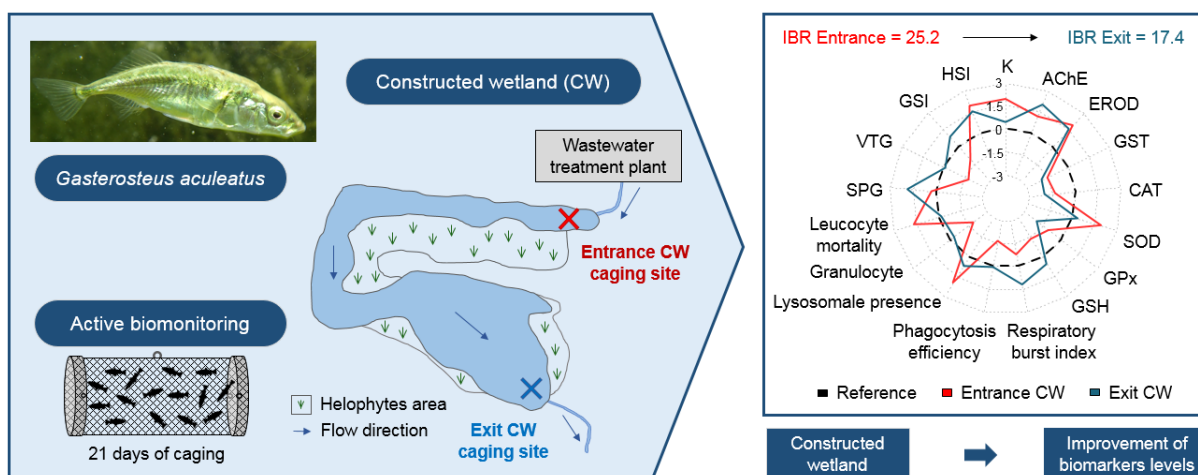 Gasterosteus aculeatus
Active biomonitoring
21 days of caging
Constructed wetland (CW)
Wastewater
treatment plant
Entrance CW
caging site
Helophytes area
Flow direction
Exit CW
caging site
IBR Entrance = 25.2
IBR Exit = 17.4
K
AChE
EROD
GST
CAT
SOD
GPx
GSH
Respiratory
burst index
Phagocytosis
efficiency
Lysosomale presence
Granulocyte
Leucocyte
mortality
SPG
VTG
GSI
HSI
3
1.5
0
-1.5
-3
Reference
Entrance CW
Exit CW
Constructed
wetland
Improvement of
biomarkers levels